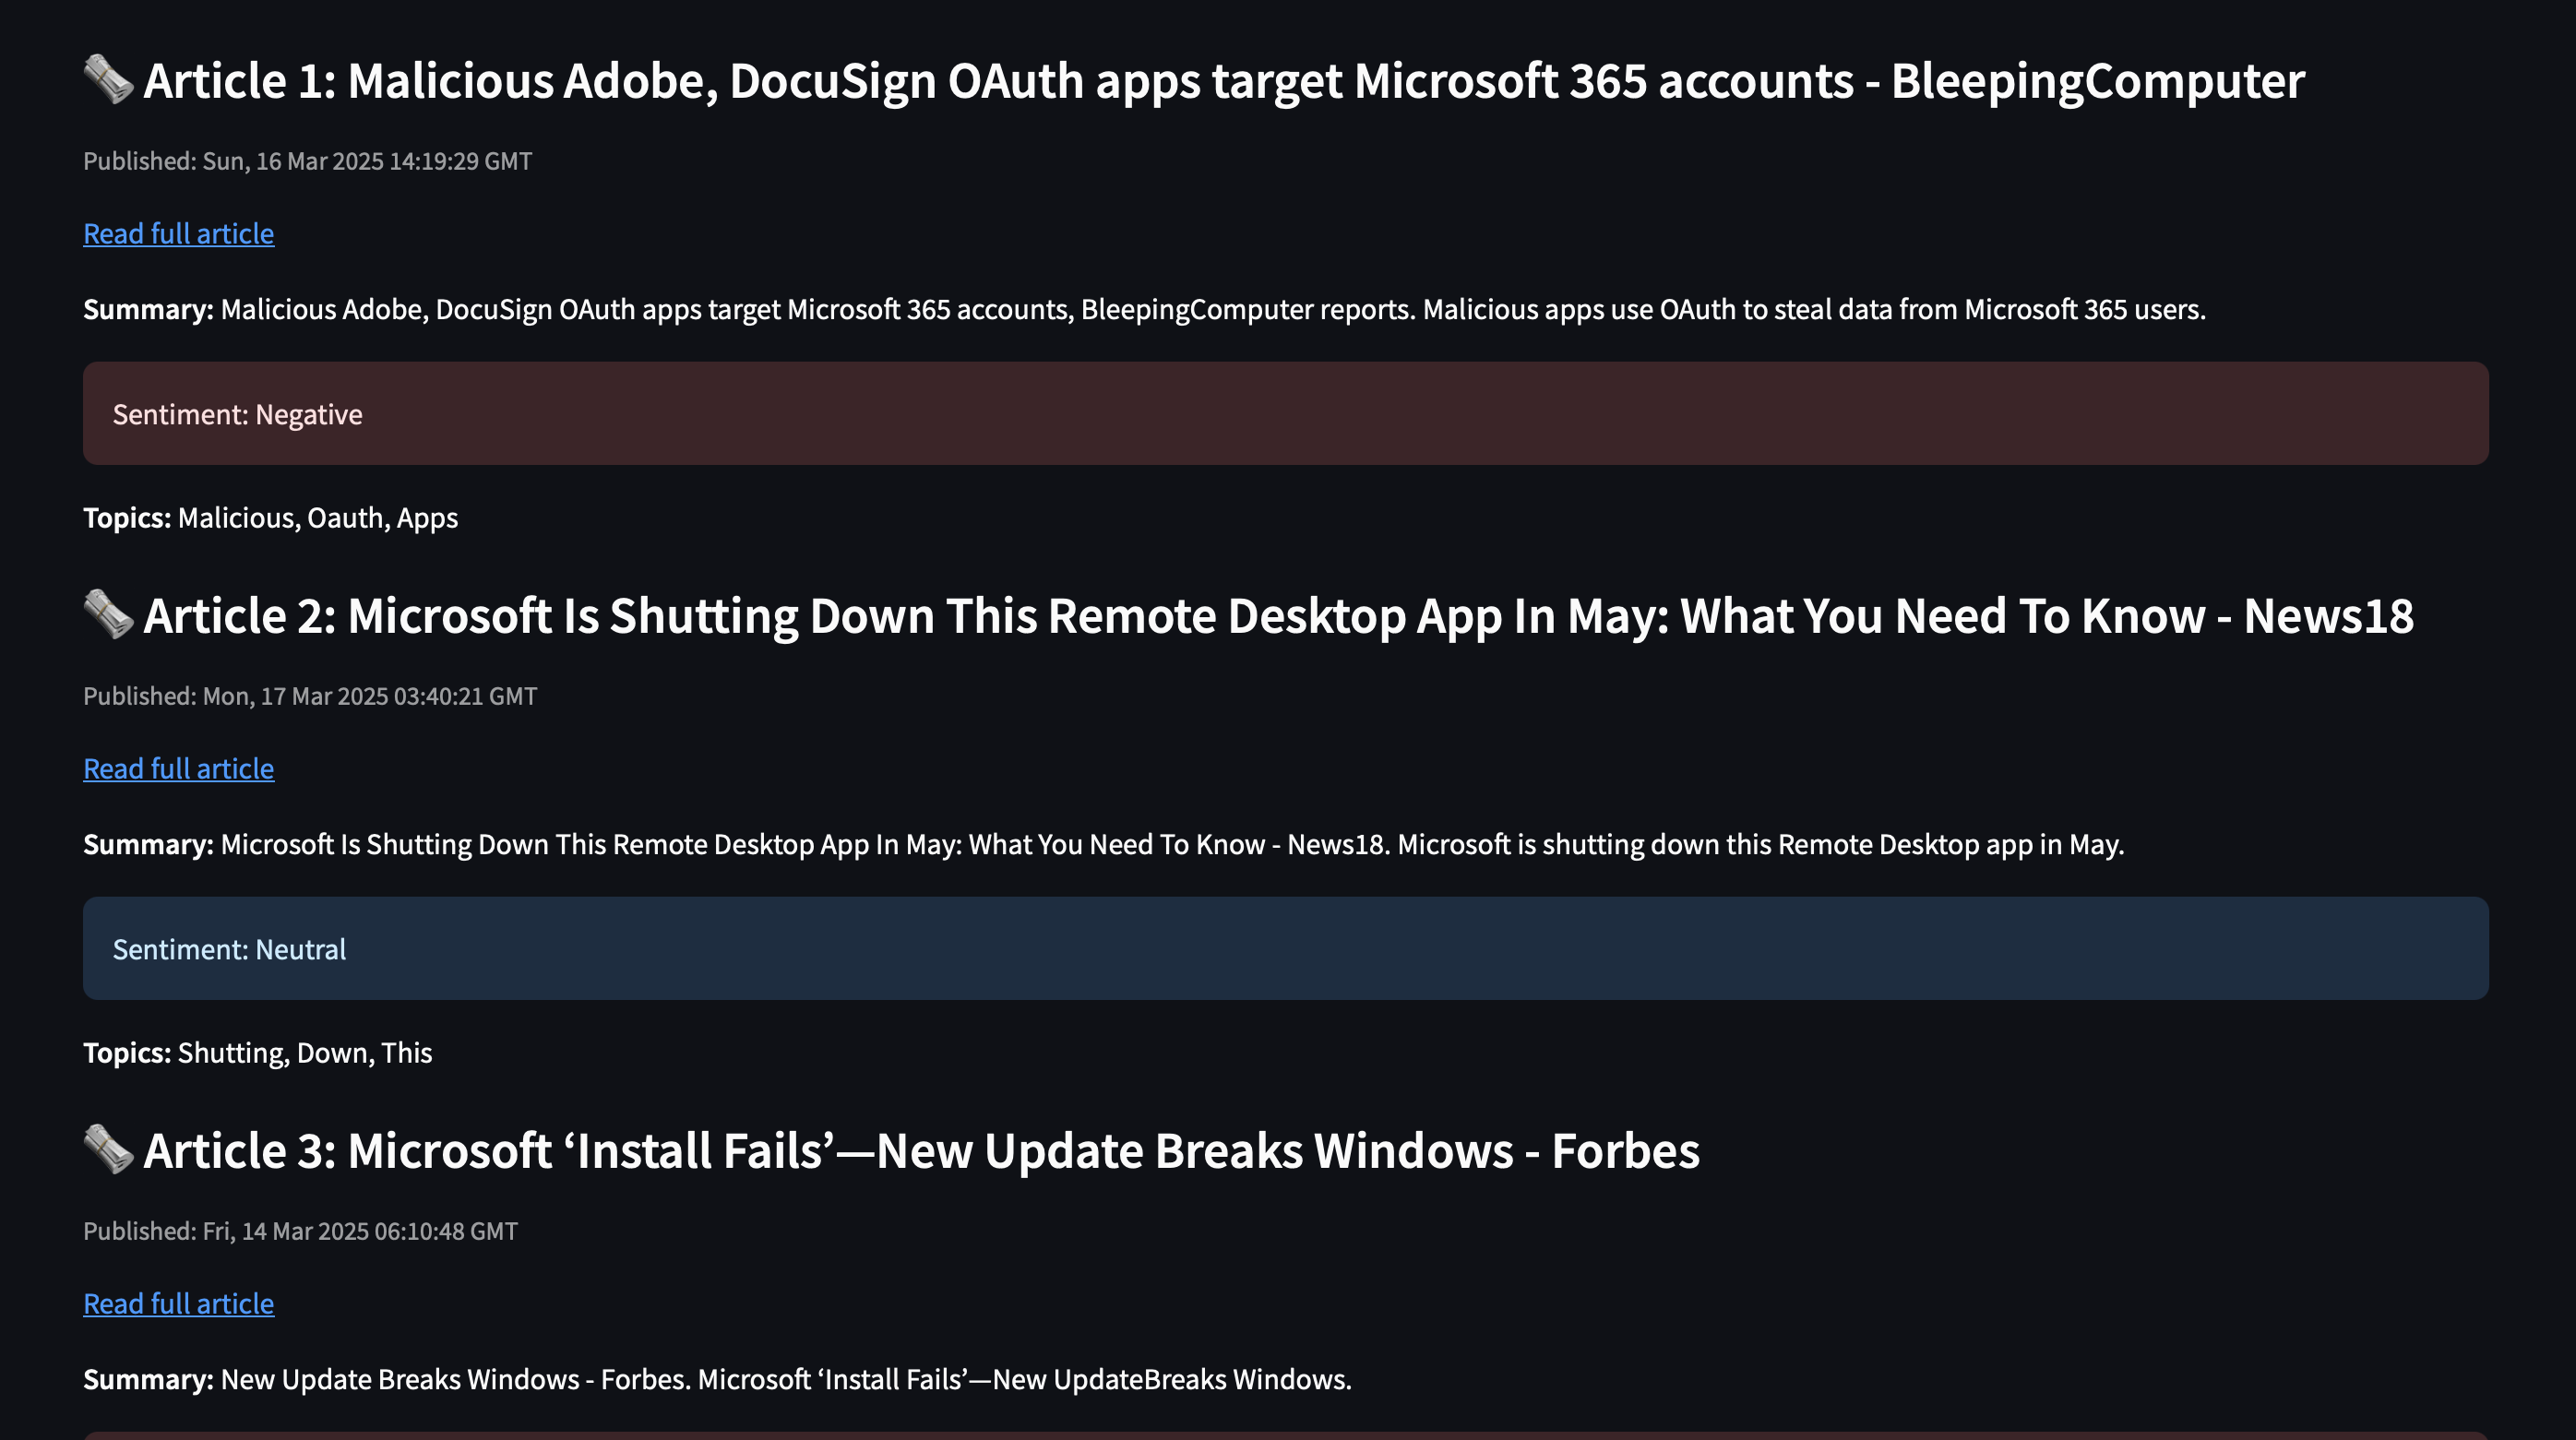 Article 1: Malicious Adobe, DocuSign OAuth apps target Microsoft 365 accounts - BleepingComputer
Published: Sun, 16 Mar 2025 14:19:29 GMT
Read full article
Summary: Malicious Adobe, DocuSign OAuth apps target Microsoft 365 accounts, BleepingComputer reports. Malicious apps use OAuth to steal data from Microsoft 365 users.
Sentiment: Negative
Topics: Malicious, Oauth, Apps
Article 2: Microsoft Is Shutting Down This Remote Desktop App In May: What You Need To Know - News18
Published: Mon, 17 Mar 2025 03:40:21 GMT
Read full article
Summary: Microsoft Is Shutting Down This Remote Desktop App In May: What You Need To Know - News18. Microsoft is shutting down this Remote Desktop app in May.
Sentiment: Neutral
Topics: Shutting, Down, This
Article 3: Microsoft ‘Install Fails’—New Update Breaks Windows - Forbes
Published: Fri, 14 Mar 2025 06:10:48 GMT
Read full article
Summary: New Update Breaks Windows - Forbes. Microsoft ‘Install Fails’—New UpdateBreaks Windows.